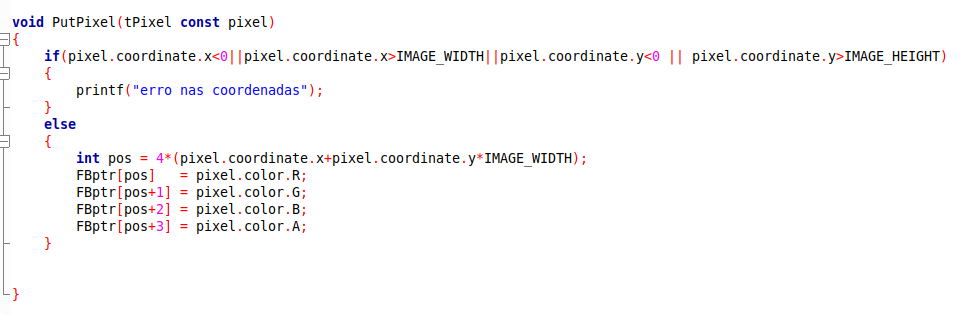 void PutPixel(tPixel const pixel)
{
    if(pixel.coordinate.x<0||pixel.coordinate.x>IMAGE_WIDTH||pixel.coordinate.y<0 || pixel.coordinate.y>IMAGE_HEIGHT)
    {
        printf("erro nas coordenadas");
    }
    else
    {
        int pos = 4*(pixel.coordinate.x+pixel.coordinate.y*IMAGE_WIDTH);
        FBptr[pos]   = pixel.color.R;
        FBptr[pos+1] = pixel.color.G;
        FBptr[pos+2] = pixel.color.B;
        FBptr[pos+3] = pixel.color.A;
    }
}